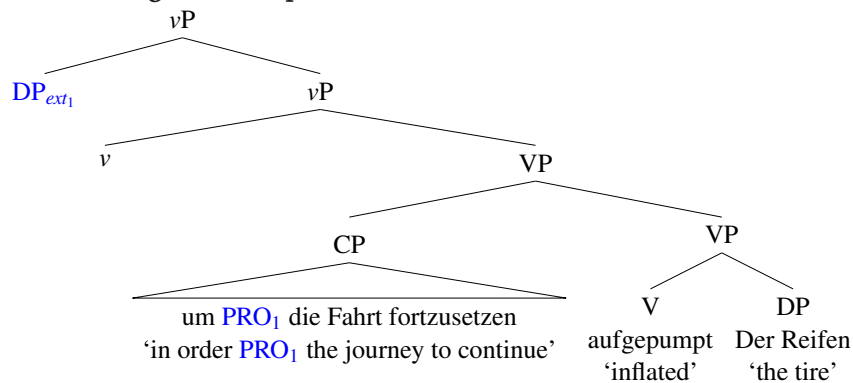 vP
DP_ext₁ vP
v VP
CP VP
um PRO₁ die Fahrt fortzusetzen V DP
‘in order PRO₁ the journey to continue’ aufgepumpt Der Reifen
‘inflated’ ‘the tire’